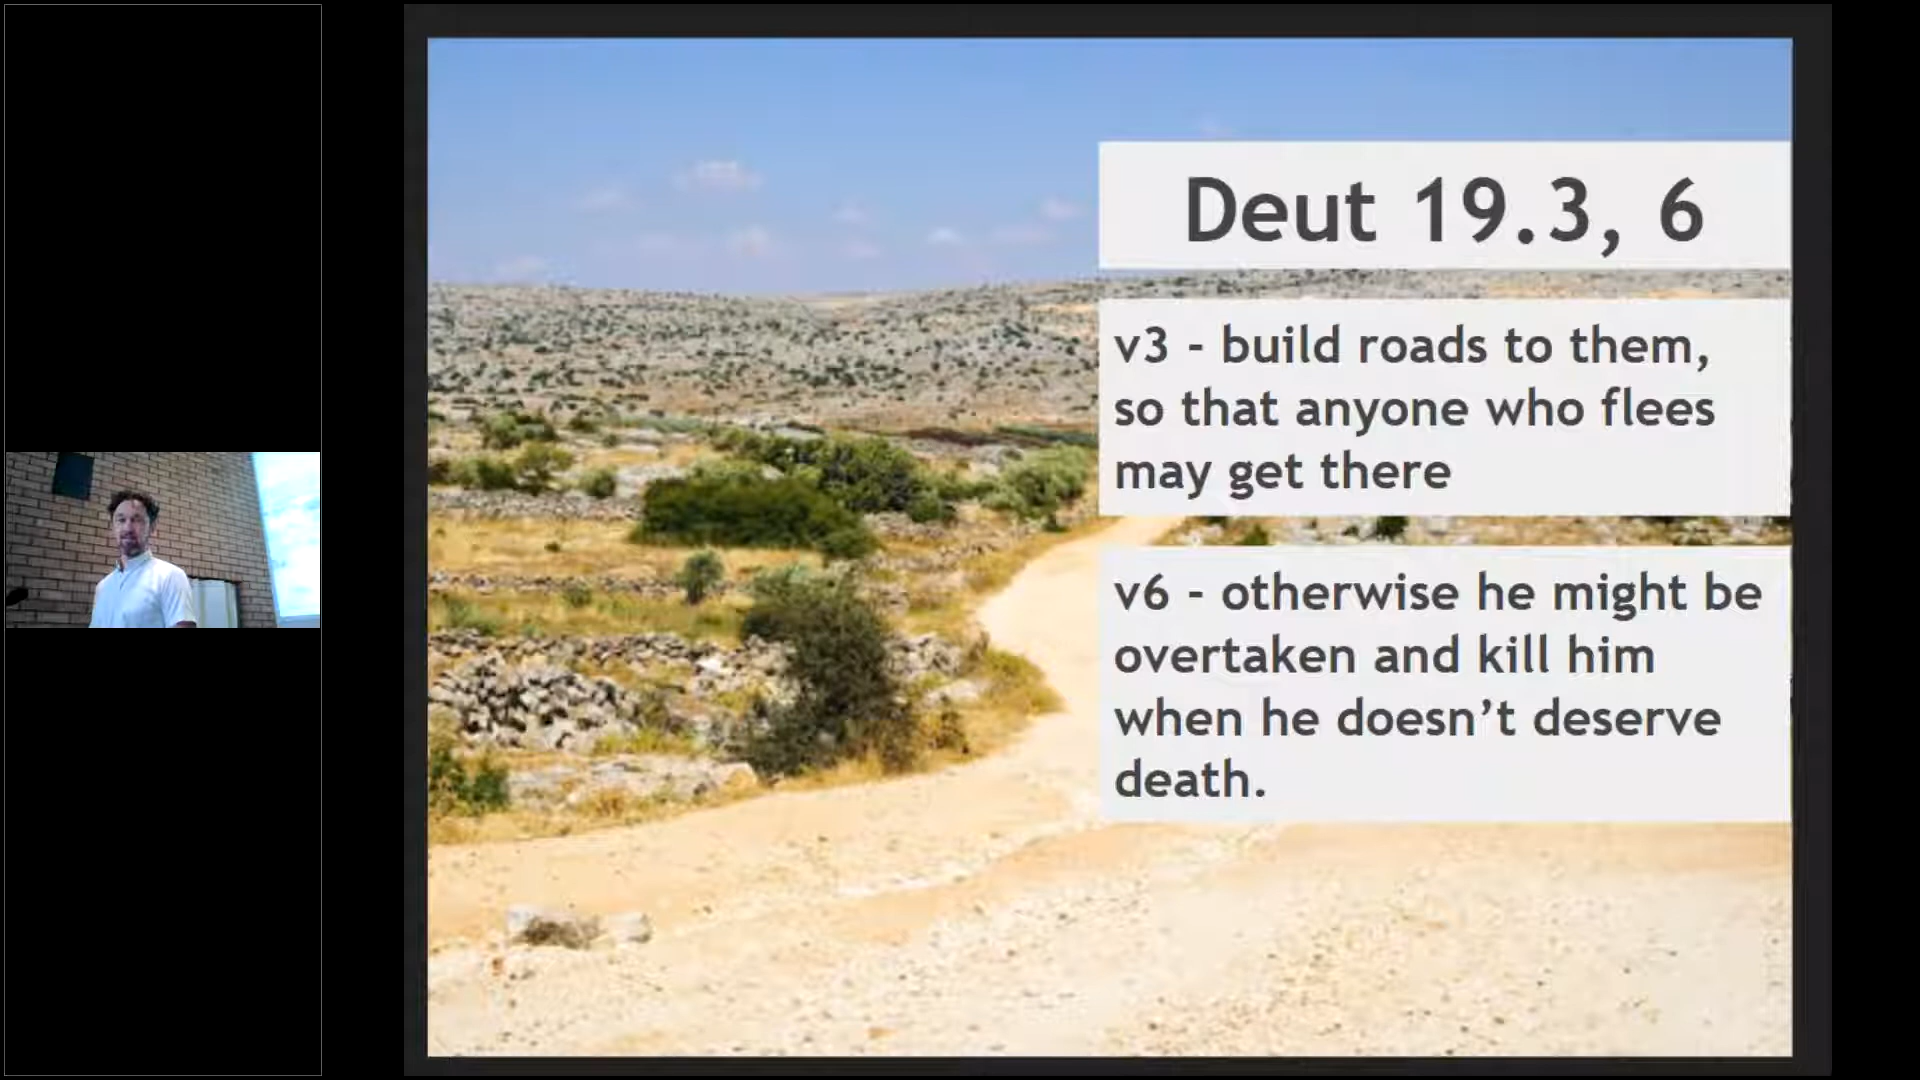 Deut 19.3, 6
v3 - build roads to them,
so that anyone who flees
may get there
v6 - otherwise he might be
overtaken and kill him
when he doesn’t deserve
death.